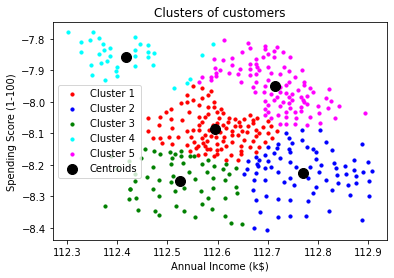 Clusters of customers
Spending Score (1-100)
−7.8
−7.9
−8.0
−8.1
−8.2
−8.3
−8.4
Cluster 1
Cluster 2
Cluster 3
Cluster 4
Cluster 5
Centroids
112.3 112.4 112.5 112.6 112.7 112.8 112.9
Annual Income (k$)